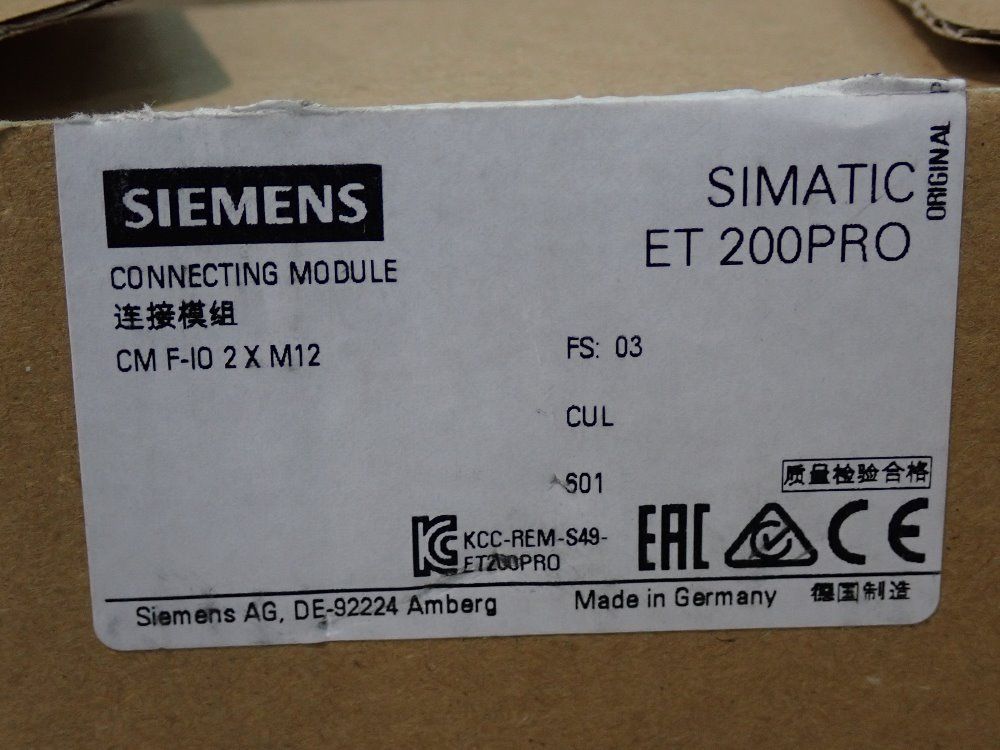 SIEMENS
CONNECTING MODULE
连接模组
CM F-IO 2 X M12
SIMATIC
ET 200PRO
ORIGINAL P
FS: 03
CUL
S01
质量检验合格
KCC-REM-S49-
ET200PRO
EAC
CE
Siemens AG, DE-92224 Amberg
Made in Germany 德国制造